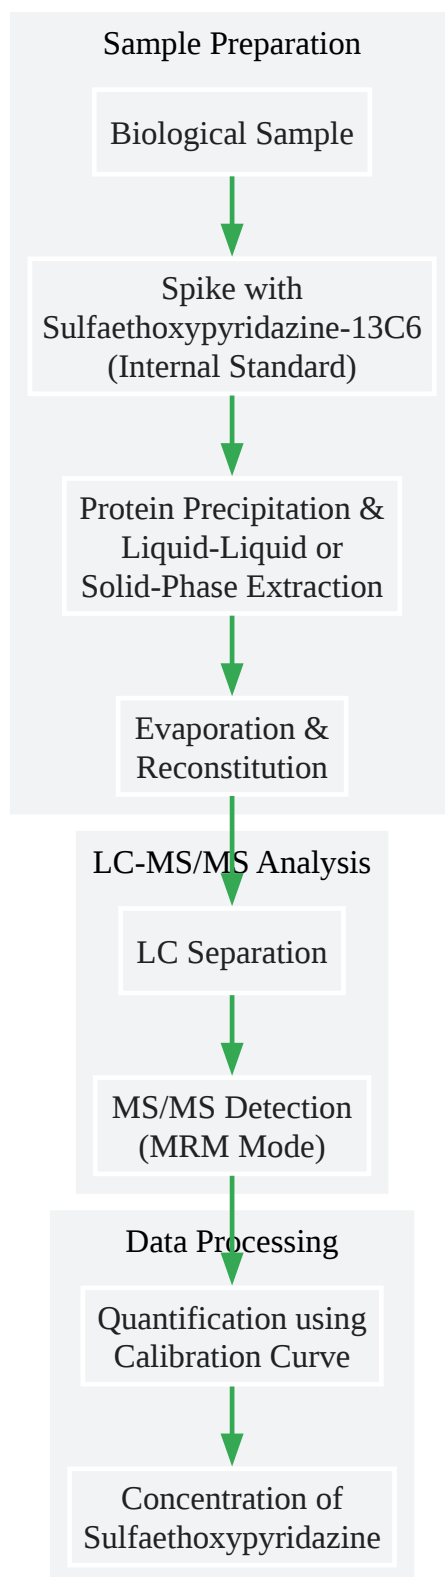 Sample Preparation
Biological Sample
Spike with
Sulfaethoxypyridazine-13C6
(Internal Standard)
Protein Precipitation &
Liquid-Liquid or
Solid-Phase Extraction
Evaporation &
Reconstitution
LC-MS/MS Analysis
LC Separation
MS/MS Detection
(MRM Mode)
Data Processing
Quantification using
Calibration Curve
Concentration of
Sulfaethoxypyridazine